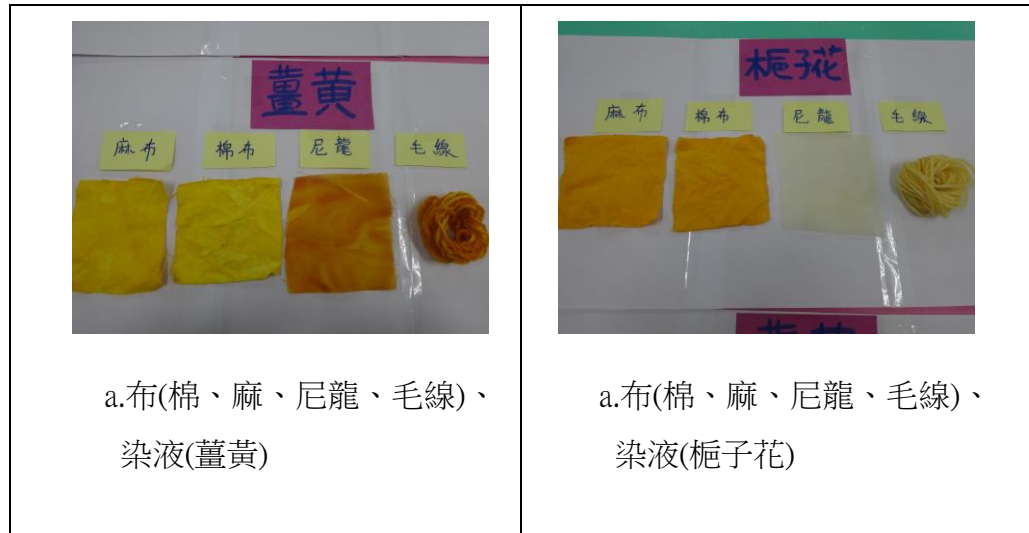 薑黃
麻布
棉布
尼龍
毛線
a.布(棉、麻、尼龍、毛線)、
染液(薑黃)
梔子花
麻布
棉布
尼龍
毛線
a.布(棉、麻、尼龍、毛線)、
染液(梔子花)